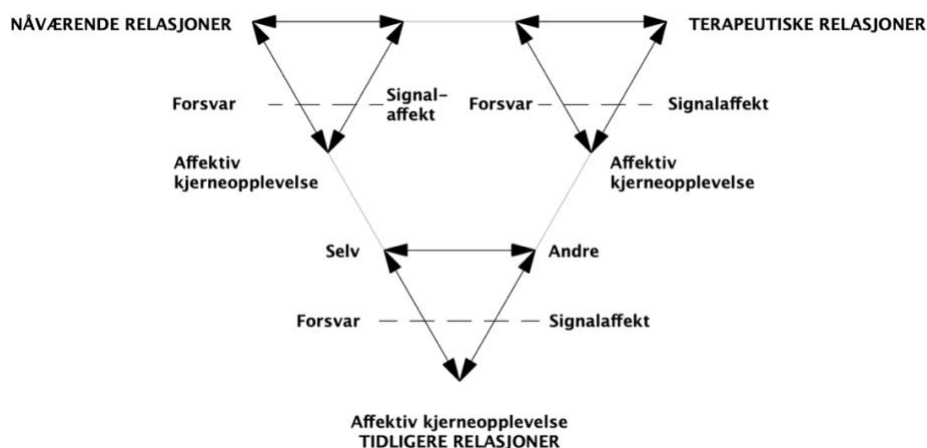 NÅVÆRENDE RELASJONER
TERAPEUTISKE RELASJONER
Forsvar
Signal-
affekt
Forsvar
Signalaffekt
Affektiv
kjerneopplevelse
Affektiv
kjerneopplevelse
Selv
Andre
Forsvar
Signalaffekt
Affektiv kjerneopplevelse
TIDLIGERE RELASJONER